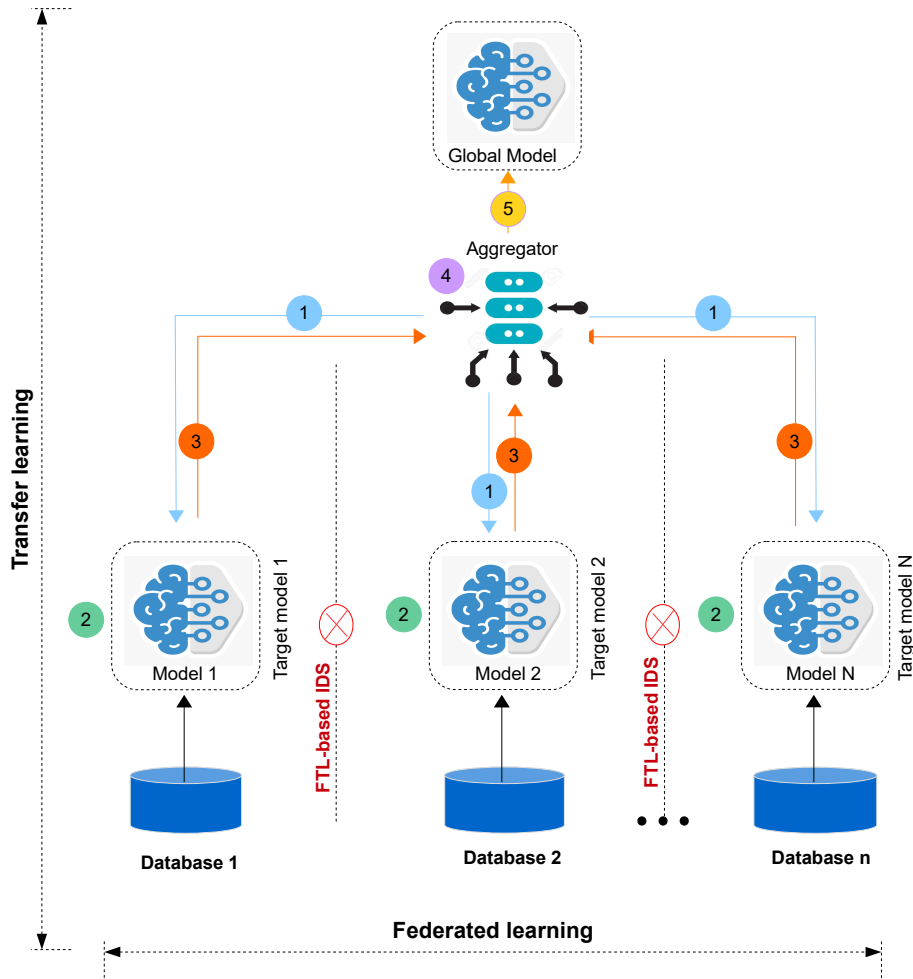 Global Model
5
Aggregator
4
1
1
3
3
3
1
Transfer learning
2
Model 1
Target model 1
FTL-based IDS
2
Model 2
Target model 2
FTL-based IDS
2
Model N
Target model N
Database 1
Database 2
Database n
Federated learning